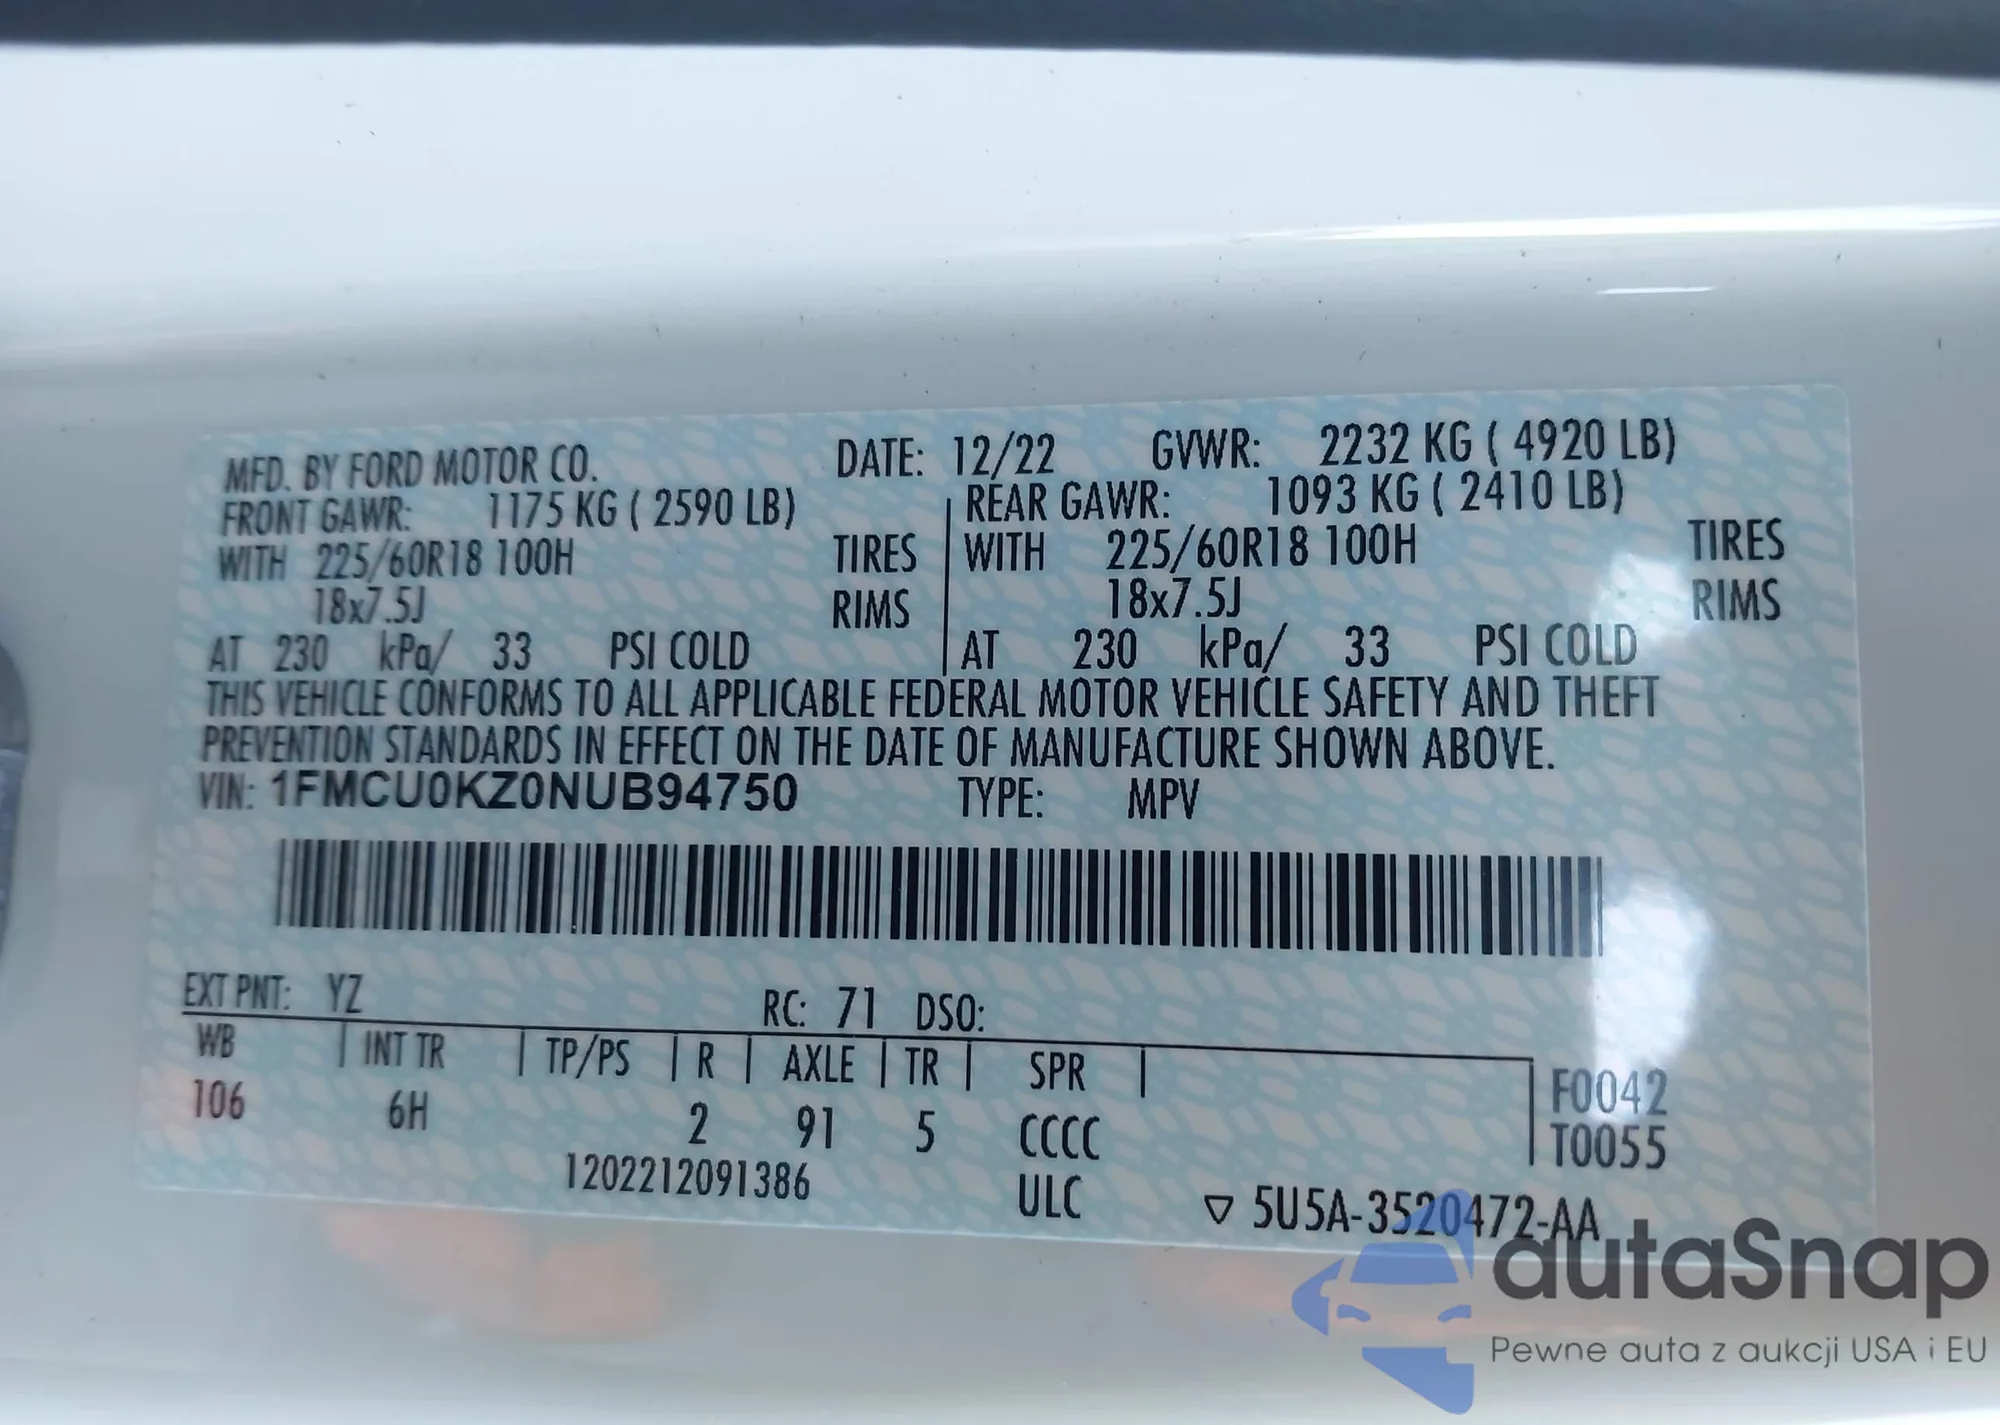 MFD. BY FORD MOTOR CO. DATE: 12/22 GVWR: 2232 KG ( 4920 LB)
FRONT GAWR: 1175 KG ( 2590 LB) REAR GAWR: 1093 KG ( 2410 LB)
WITH 225/60R18 100H TIRES WITH 225/60R18 100H TIRES
18x7.5J RIMS 18x7.5J RIMS
AT 230 kPa/ 33 PSI COLD AT 230 kPa/ 33 PSI COLD
THIS VEHICLE CONFORMS TO ALL APPLICABLE FEDERAL MOTOR VEHICLE SAFETY AND THEFT
PREVENTION STANDARDS IN EFFECT ON THE DATE OF MANUFACTURE SHOWN ABOVE.
VIN: 1FMCU0KZ0NUB94750 TYPE: MPV
EXT PNT: YZ RC: 71 DSO:
WB INT TR TP/PS R AXLE TR SPR F0042
106 6H 2 91 5 CCCC T0055
1202212091386 ULC ▽ 5U5A-3520472-AA
autaSnap
Pewne auta z aukcji USA i EU